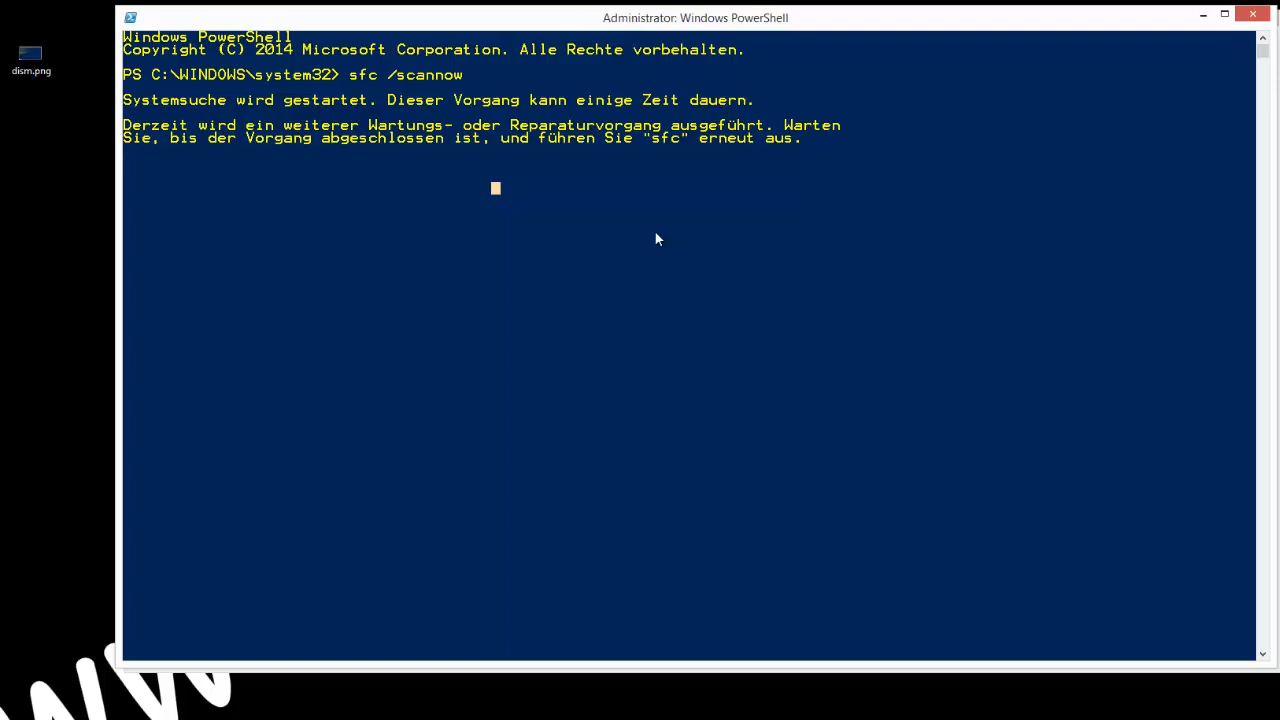 Administrator: Windows PowerShell
dism.png
Windows PowerShell
Copyright (C) 2014 Microsoft Corporation. Alle Rechte vorbehalten.
PS C:\WINDOWS\system32> sfc /scannow
Systemsuche wird gestartet. Dieser Vorgang kann einige Zeit dauern.
Derzeit wird ein weiterer Wartungs- oder Reparaturvorgang ausgeführt. Warten
Sie, bis der Vorgang abgeschlossen ist, und führen Sie "sfc" erneut aus.